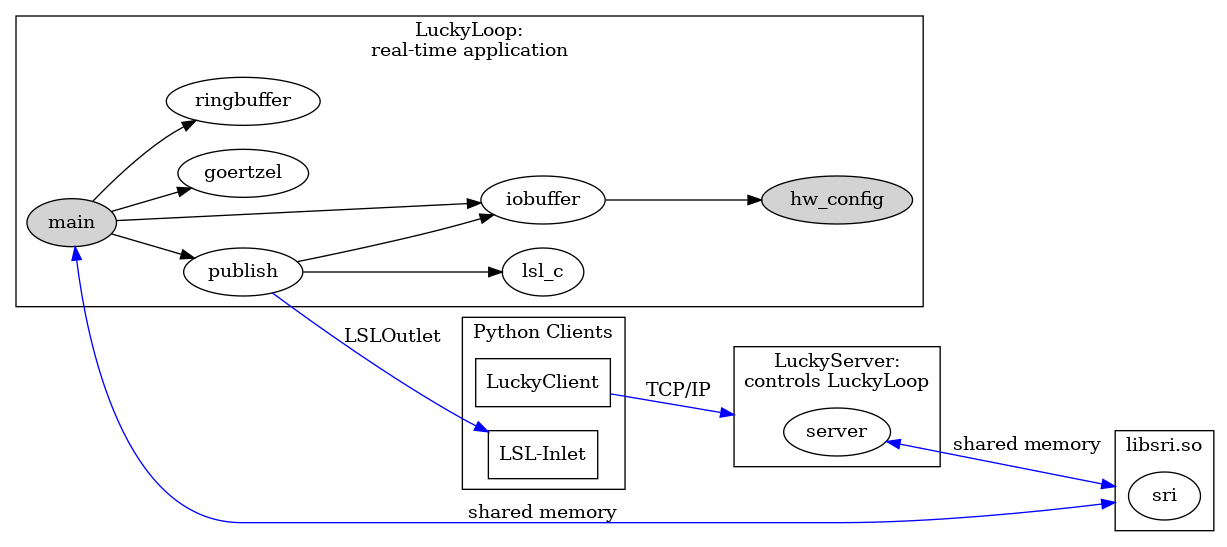 LuckyLoop:
real-time application
ringbuffer
goertzel
main
iobuffer
hw_config
publish
lsl_c
LSLOutlet
Python Clients
LuckyClient
LSL-Inlet
TCP/IP
LuckyServer:
controls LuckyLoop
server
shared memory
libsri.so
sri
shared memory